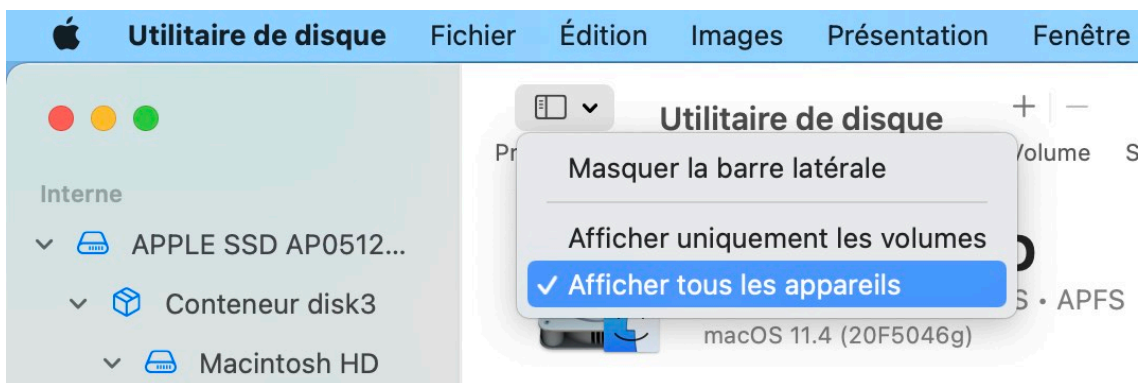 Utilitaire de disque Fichier Édition Images Présentation Fenêtre
Utilitaire de disque
Volume
Masquer la barre latérale
Interne
Afficher uniquement les volumes
APPLE SSD AP0512...
✓ Afficher tous les appareils
Conteneur disk3
• APFS
macOS 11.4 (20F5046g)
Macintosh HD